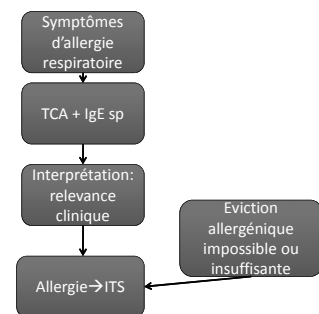 Symptômes
d’allergie
respiratoire
TCA + IgE sp
Interprétation:
relevance
clinique
Eviction
allergénique
impossible ou
insuffisante
Allergie→ITS